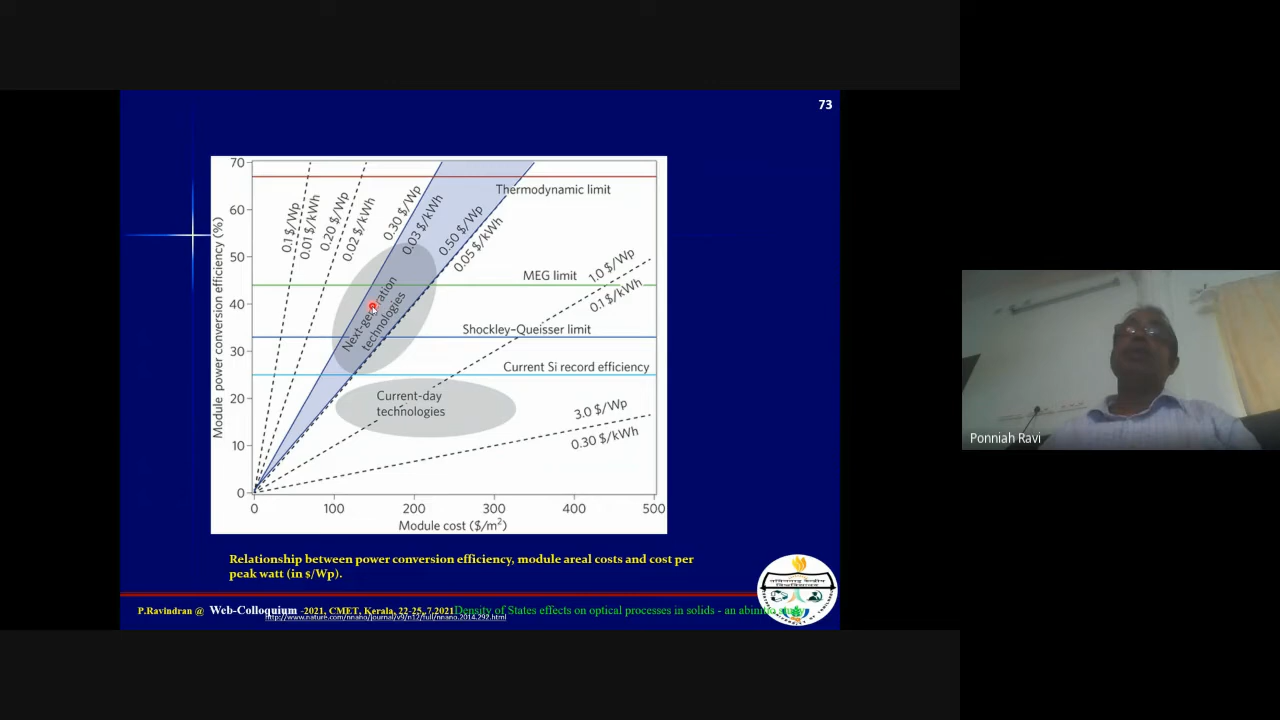 73
70
60
50
40
30
20
10
0
Module power conversion efficiency (%)
0.1 $/Wp
0.01 $/kWh
0.20 $/Wp
0.02 $/kWh
0.30 $/Wp
0.03 $/kWh
0.50 $/Wp
0.05 $/kWh
Thermodynamic limit
MEG limit
1.0 $/Wp
0.1 $/kWh
Next-generation
technologies
Shockley–Queisser limit
Current Si record efficiency
Current-day
technologies
3.0 $/Wp
0.30 $/kWh
0 100 200 300 400 500
Module cost ($/m²)
Relationship between power conversion efficiency, module areal costs and cost per
peak watt (in $/Wp).
P.Ravindran @ Web-Colloquium -2021, CMET, Kerala, 22-25, 7,2021 Density of States effects on optical processes in solids - an abinitio
http://www.nature.com/nnano/journal/v9/n12/full/nnano.2014.292.html
Ponniah Ravi